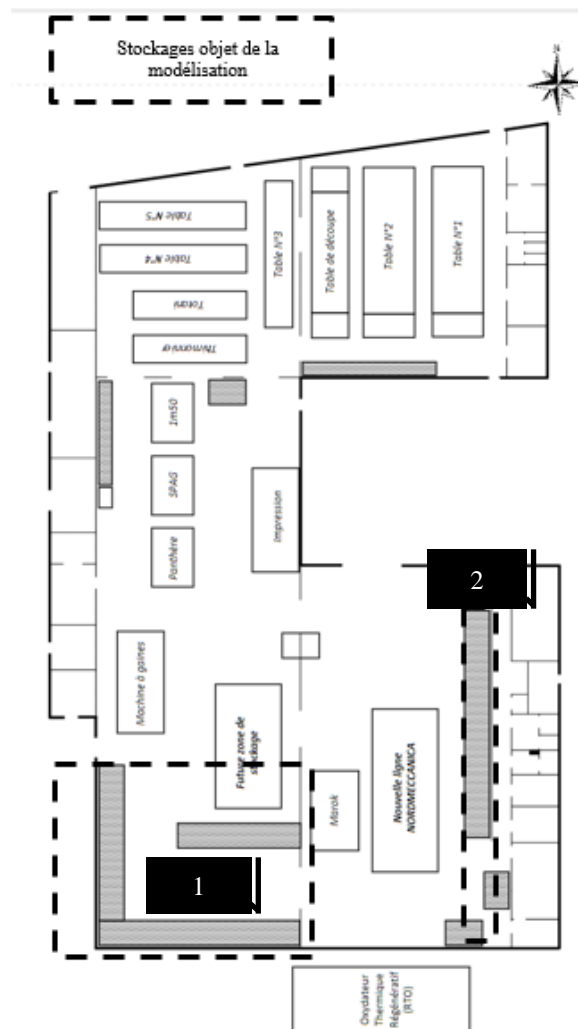 Stockages objet de la
modélisation
N
Table N°5
Table N°4
Totani
Thimonnier
Table N°3
Table de découpe
Table N°2
Table N°1
1m50
SPAG
Panthère
Impression
2
Machine à gaines
Future zone de
stockage
Marok
Nouvelle ligne
NORDMECCANICA
1
Oxydateur
Thermique
Régénératif
(RTO)